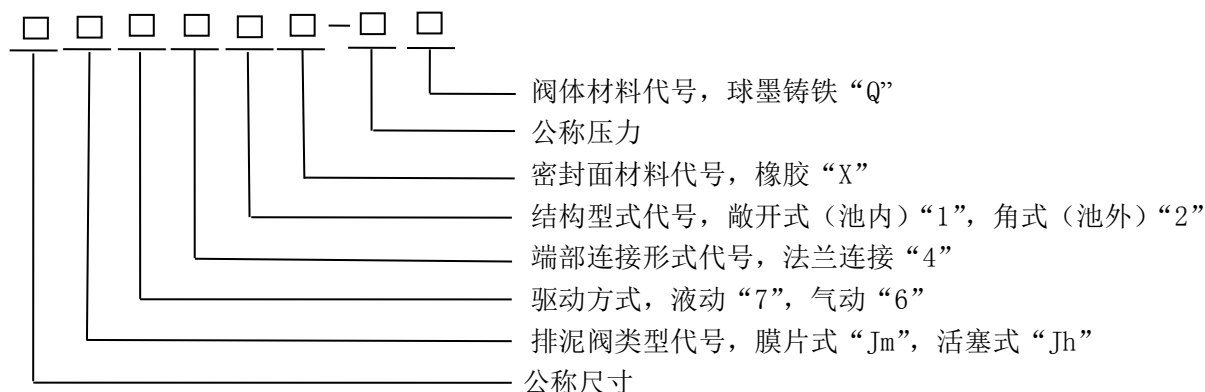 □□□□□□-□□
阀体材料代号，球墨铸铁“Q”
公称压力
密封面材料代号，橡胶“X”
结构型式代号，敞开式（池内）“1”，角式（池外）“2”
端部连接形式代号，法兰连接“4”
驱动方式，液动“7”，气动“6”
排泥阀类型代号，膜片式“Jm”，活塞式“Jh”
公称尺寸